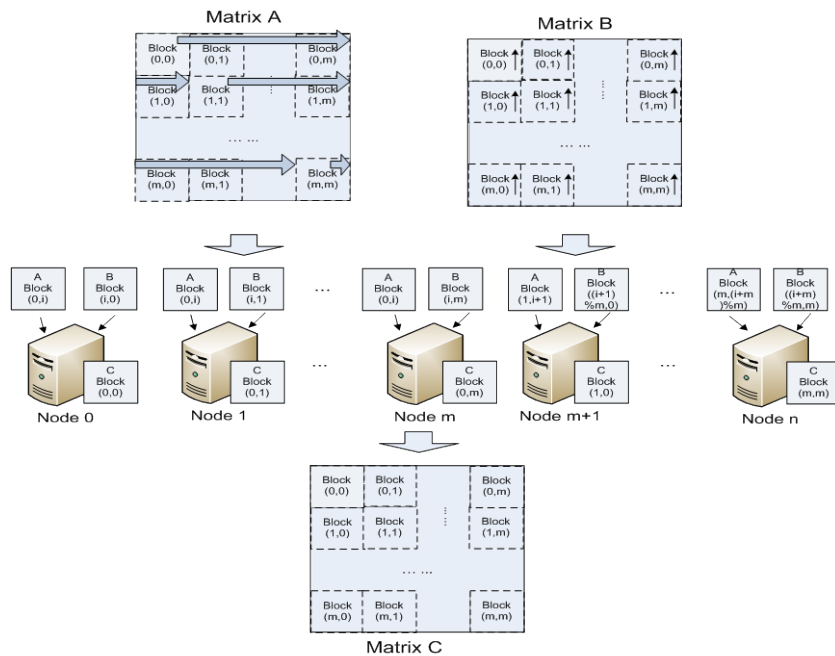 Matrix A
Matrix B
Block (0,0)
Block (0,1)
Block (0,m)
Block (1,0)
Block (1,1)
Block (1,m)
... ...
Block (m,0)
Block (m,1)
Block (m,m)
Block (0,0)
Block (0,1)
Block (0,m)
Block (1,0)
Block (1,1)
Block (1,m)
... ...
Block (m,0)
Block (m,1)
Block (m,m)
A Block (0,i)
B Block (i,0)
C Block (0,0)
Node 0
A Block (0,i)
B Block (i,1)
C Block (0,1)
Node 1
...
...
A Block (0,i)
B Block (i,m)
C Block (0,m)
Node m
A Block (1,i+1)
B Block ((i+1)%m,0)
C Block (1,0)
Node m+1
...
...
A Block (m,(i+m)%m)
B Block ((i+m)%m,m)
C Block (m,m)
Node n
Block (0,0)
Block (0,1)
Block (0,m)
Block (1,0)
Block (1,1)
Block (1,m)
... ...
Block (m,0)
Block (m,1)
Block (m,m)
Matrix C